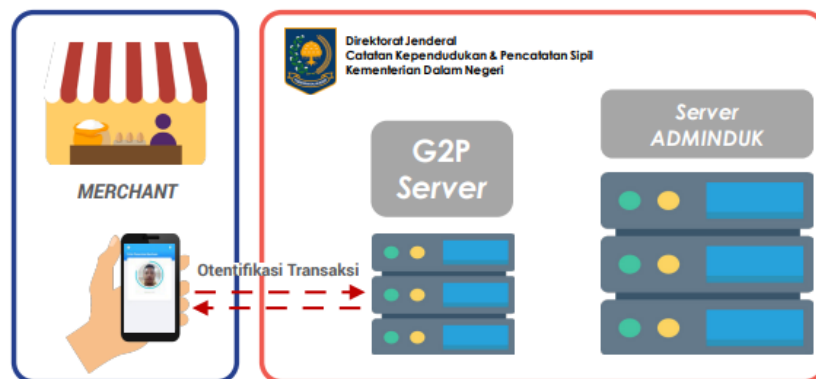 Direktorat Jenderal
Catatan Kependudukan & Pencatatan Sipil
Kementerian Dalam Negeri
Server
ADMINDUK
G2P
Server
MERCHANT
Otentifikasi Transaksi